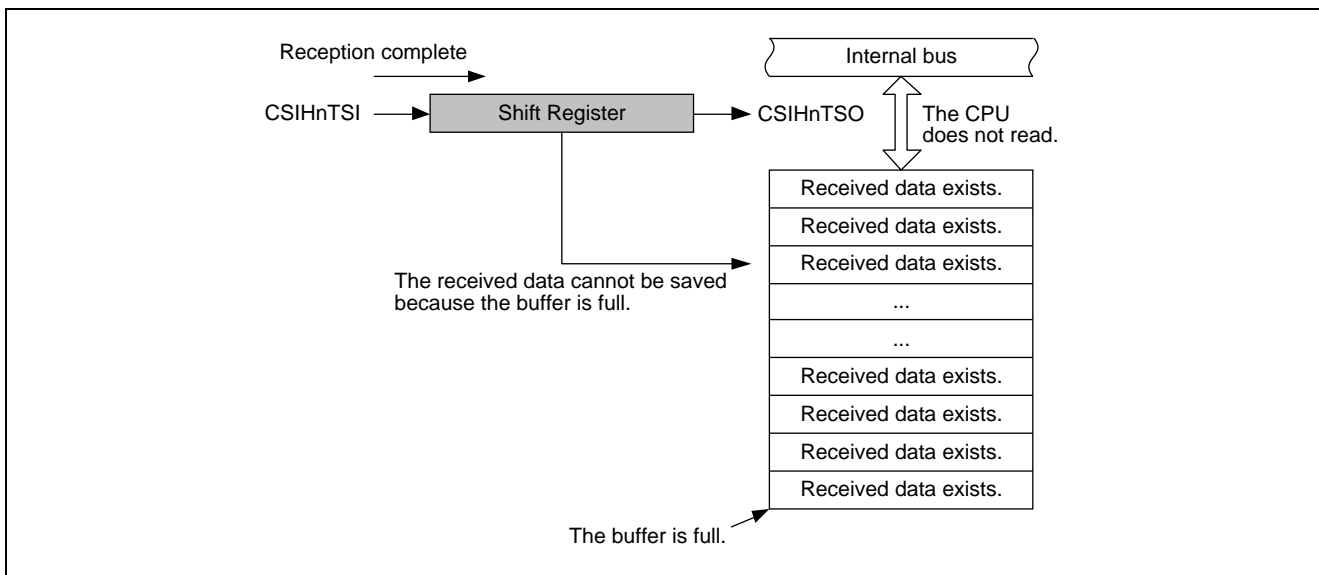 Reception complete
Internal bus
CSIHnTSI
Shift Register
CSIHnTSO
The CPU
does not read.
Received data exists.
Received data exists.
Received data exists.
The received data cannot be saved
because the buffer is full.
...
...
Received data exists.
Received data exists.
Received data exists.
Received data exists.
The buffer is full.